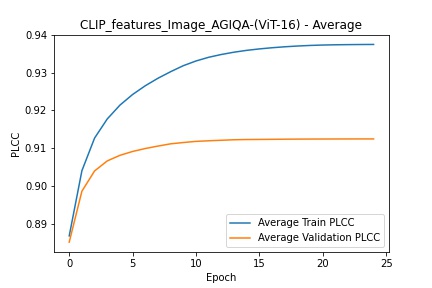 CLIP_features_Image_AGIQA-(ViT-16) - Average
PLCC
0.94
0.93
0.92
0.91
0.90
0.89
0 5 10 15 20 25
Epoch
Average Train PLCC
Average Validation PLCC